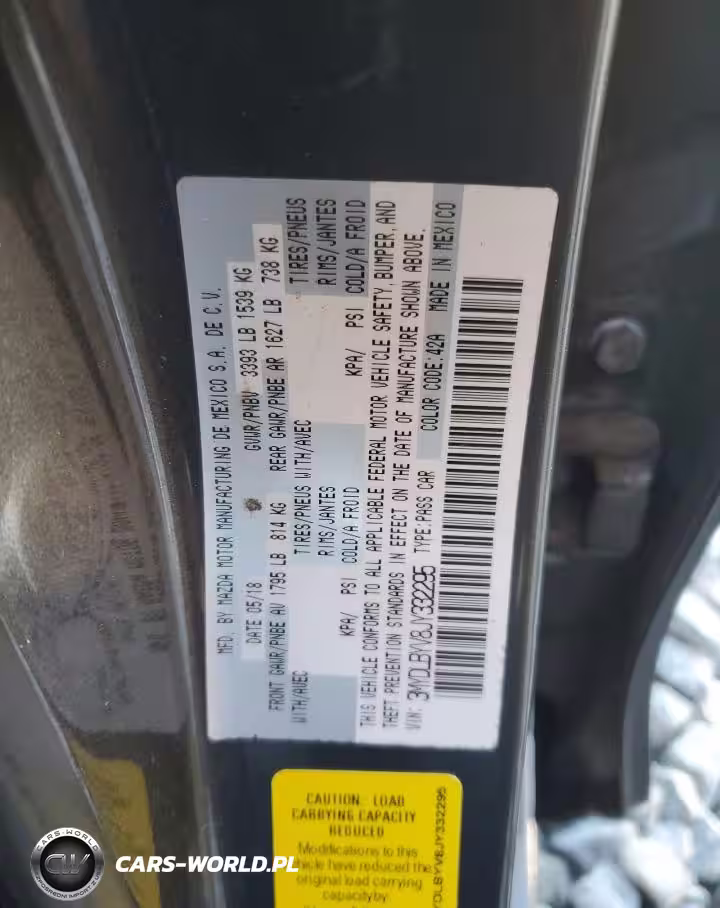 MFD. BY MAZDA MOTOR MANUFACTURING DE MEXICO S.A. DE C.V.
DATE 05/18 GVWR/PNBV 3393 LB 1539 KG
FRONT GAWR/PNBE AV 1795 LB 814 KG REAR GAWR/PNBE AR 1627 LB 738 KG
WITH/AVEC TIRES/PNEUS WITH/AVEC TIRES/PNEUS
RIMS/JANTES RIMS/JANTES
KPA/ PSI COLD/A FROID KPA/ PSI COLD/A FROID
THIS VEHICLE CONFORMS TO ALL APPLICABLE FEDERAL MOTOR VEHICLE SAFETY, BUMPER, AND
THEFT PREVENTION STANDARDS IN EFFECT ON THE DATE OF MANUFACTURE SHOWN ABOVE.
VIN: 3MYDLBYV8JY332295 TYPE:PASS CAR COLOR CODE:42A MADE IN MEXICO
CAUTION: LOAD
CARRYING CAPACITY
REDUCED
Modifications to this
vehicle have reduced the
original load carrying
capacity by
YDLBYV8JY332295
CARS-WORLD
CW
CARS-WORLD.PL